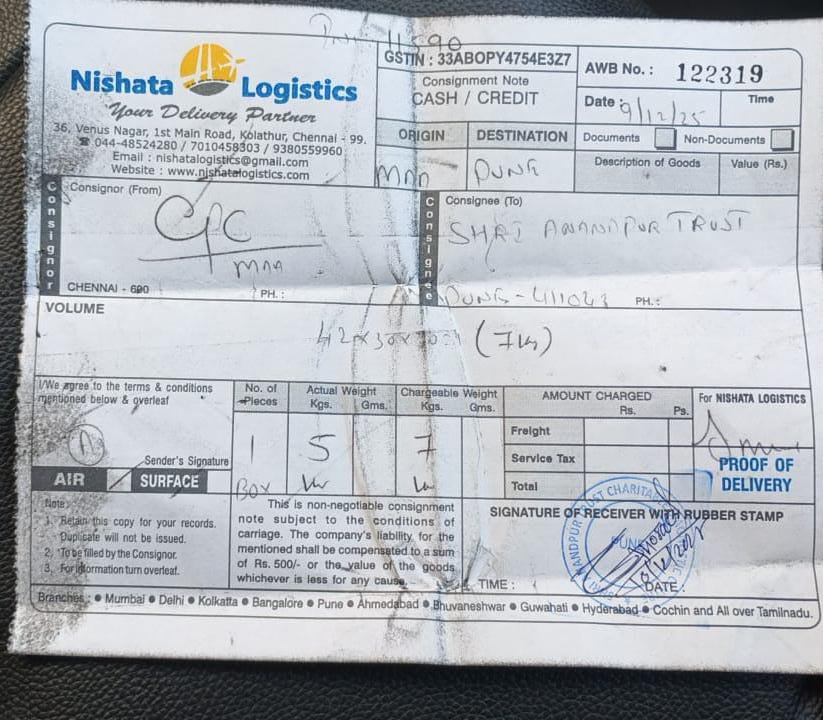 11590
Nishata Logistics
Your Delivery Partner
36, Venus Nagar, 1st Main Road, Kolathur, Chennai - 99.
☎ 044-48524280 / 7010458303 / 9380559960
Email : nishatalogistics@gmail.com
Website : www.nishatalogistics.com
GSTIN : 33ABOPY4754E3Z7
Consignment Note
CASH / CREDIT
ORIGIN DESTINATION
MAA PUNE
AWB No. : 122319
Date : 9/12/25 Time
Documents Non-Documents
Description of Goods Value (Rs.)
Consignor
Consignor (From)
CPC
MAA
CHENNAI - 600 PH. :
Consignee
Consignee (To)
SHRI ANANDPUR TRUST
PUNE-411043 PH. :
VOLUME
42x30x (7kg)
I/We agree to the terms & conditions
mentioned below & overleaf
Sender's Signature
AIR SURFACE
No. of Pieces
1
BOX
Actual Weight
Kgs. Gms.
5
Chargeable Weight
Kgs. Gms.
7
AMOUNT CHARGED
Rs. Ps.
Freight
Service Tax
Total
For NISHATA LOGISTICS
PROOF OF
DELIVERY
Note :
1. Retain this copy for your records.
Duplicate will not be issued.
2. To be filled by the Consignor.
3. For information turn overleaf.
This is non-negotiable consignment
note subject to the conditions of
carriage. The company's liability, for the
mentioned shall be compensated to a sum
of Rs. 500/- or the value of the goods
whichever is less for any cause.
SIGNATURE OF RECEIVER WITH RUBBER STAMP
TIME : DATE :
Branches : ● Mumbai ● Delhi ● Kolkatta ● Bangalore ● Pune ● Ahmedabad ● Bhuvaneshwar ● Guwahati ● Hyderabad ● Cochin and All over Tamilnadu.